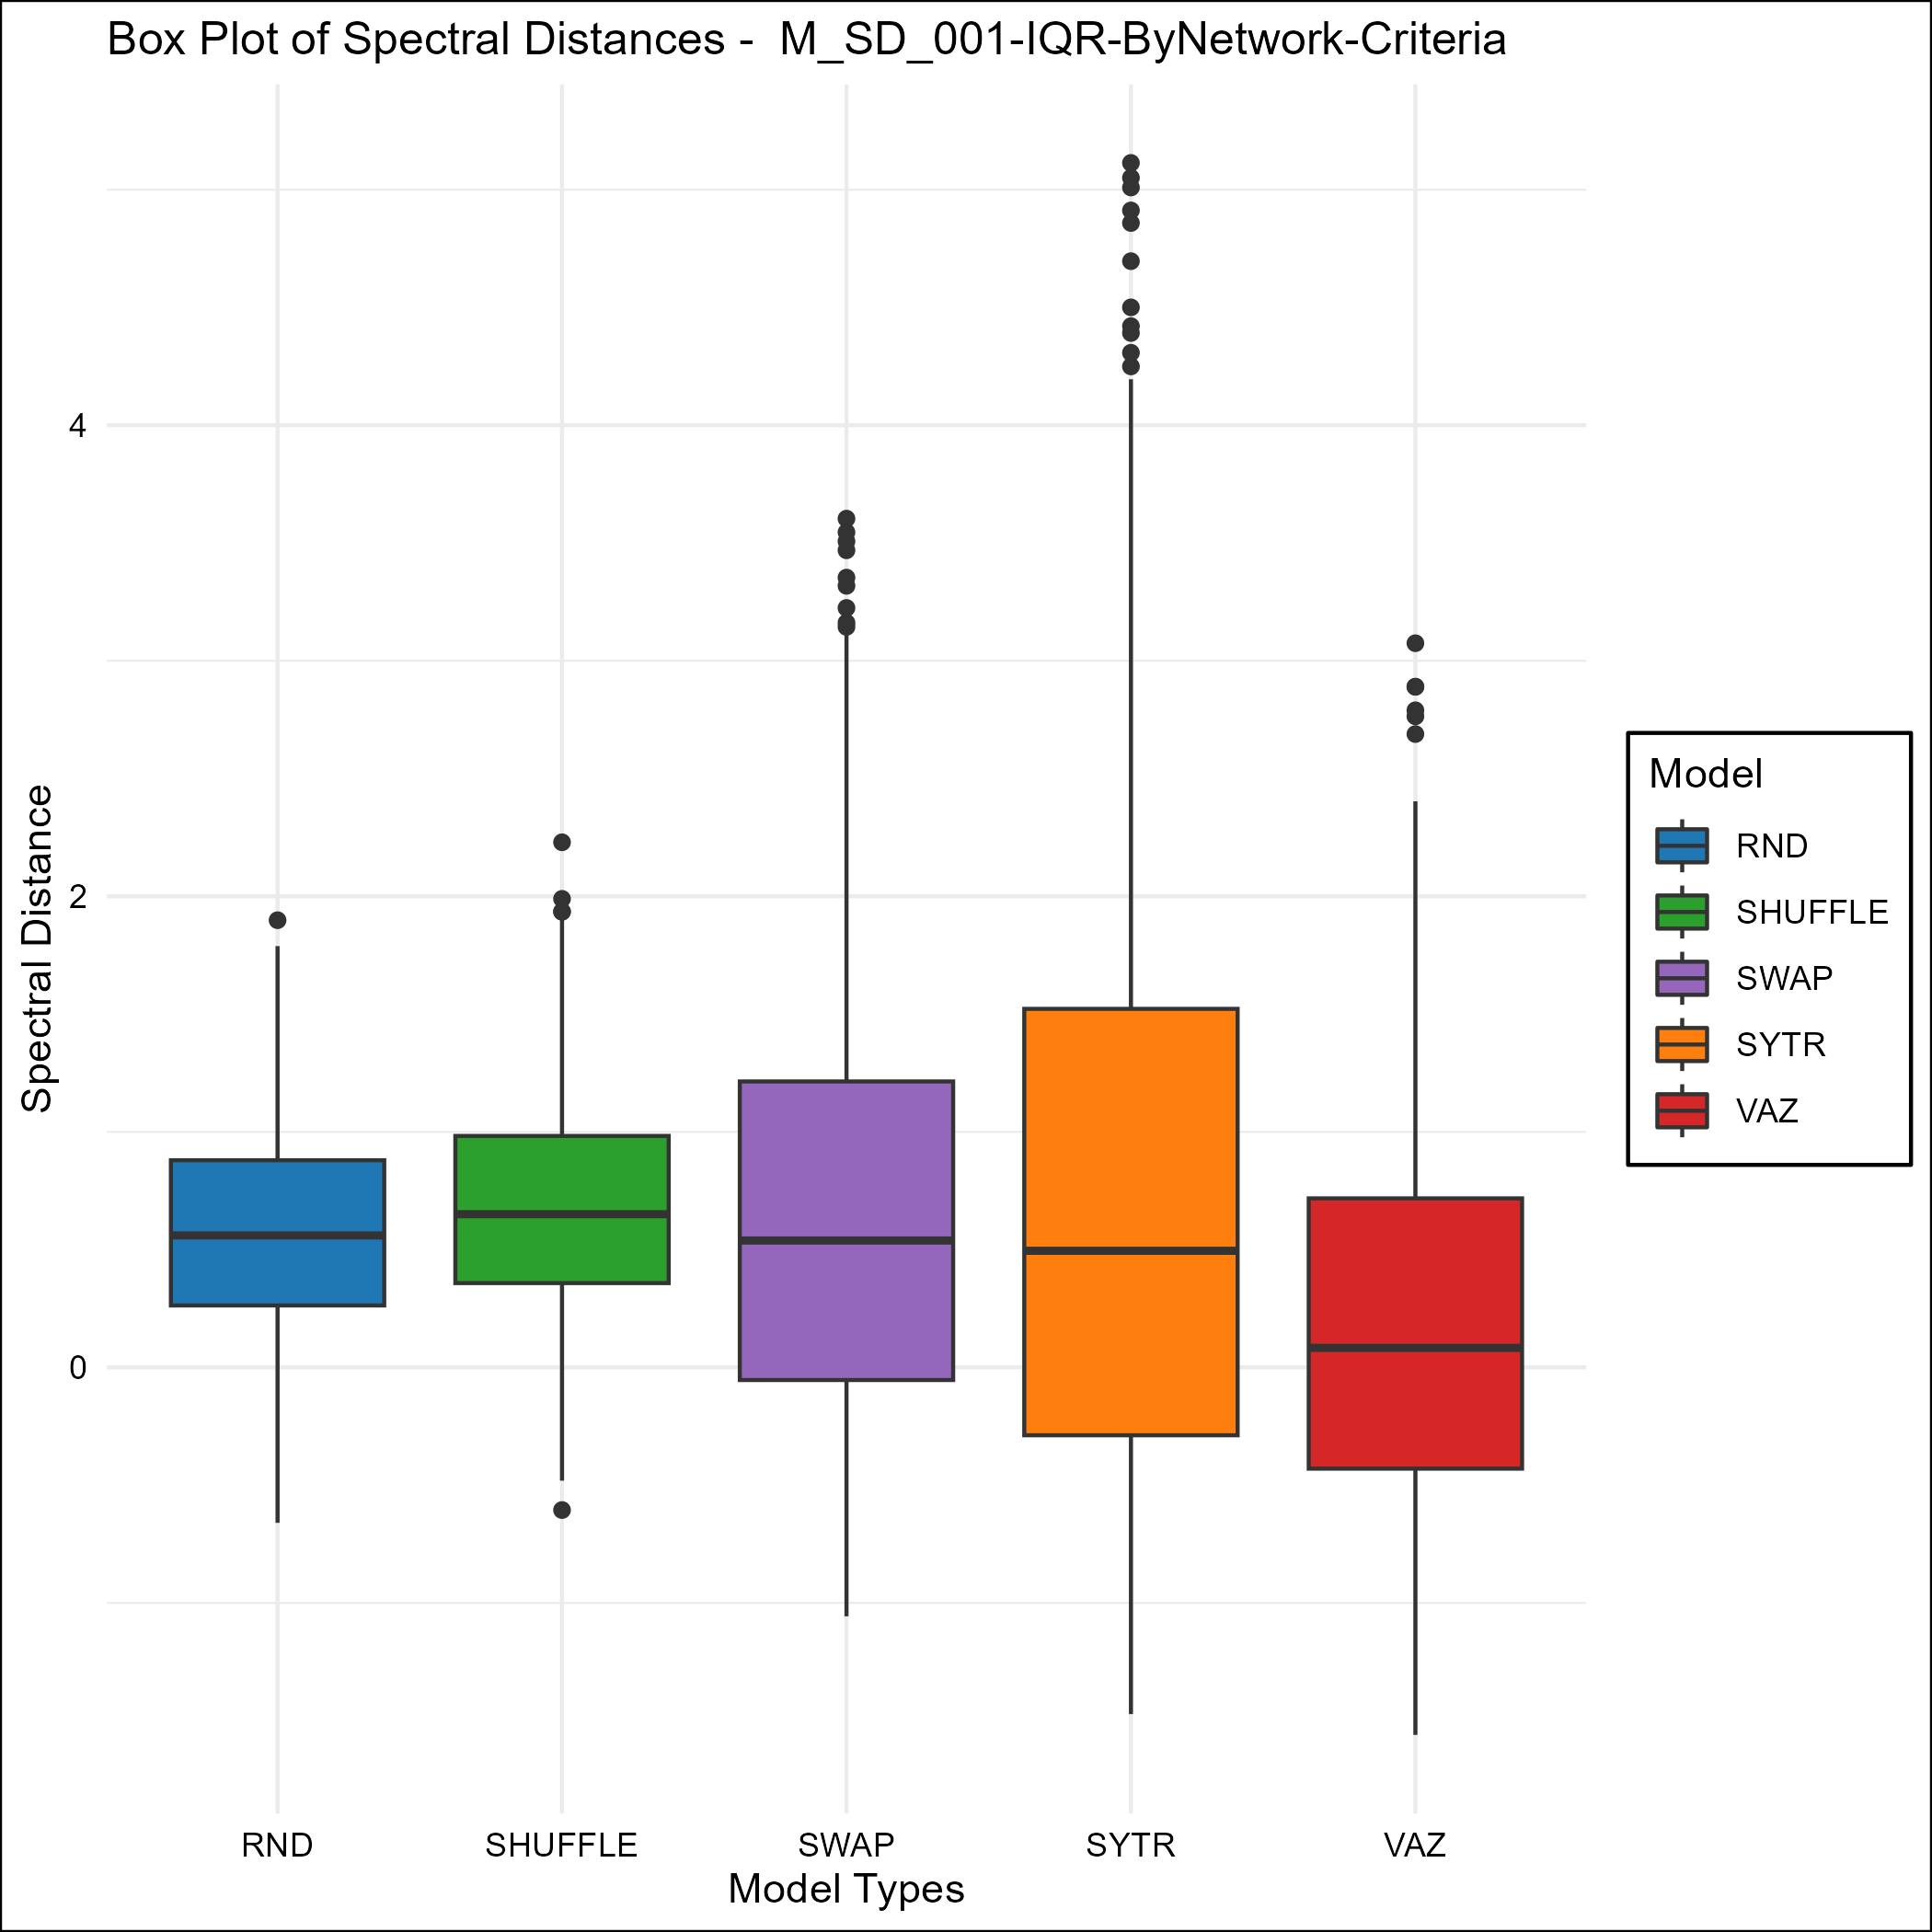 Box Plot of Spectral Distances -  M_SD_001-IQR-ByNetwork-Criteria
Spectral Distance
4
2
0
RND
SHUFFLE
SWAP
SYTR
VAZ
Model Types
Model
RND
SHUFFLE
SWAP
SYTR
VAZ